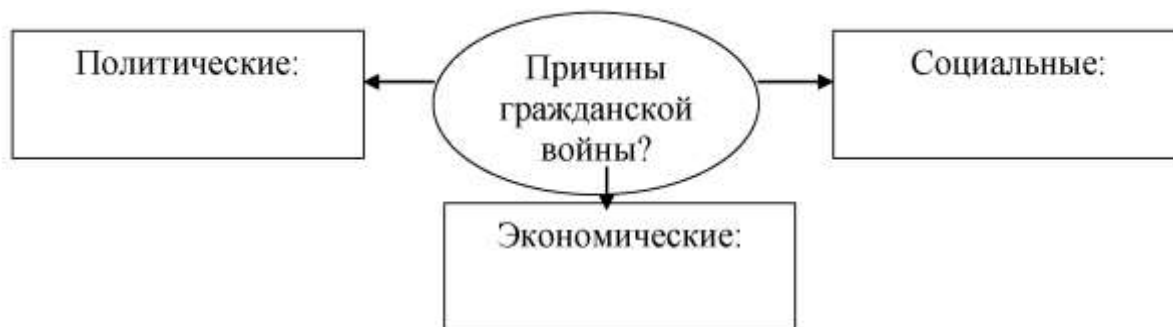 Политические:
Причины
гражданской
войны?
Социальные:
Экономические: